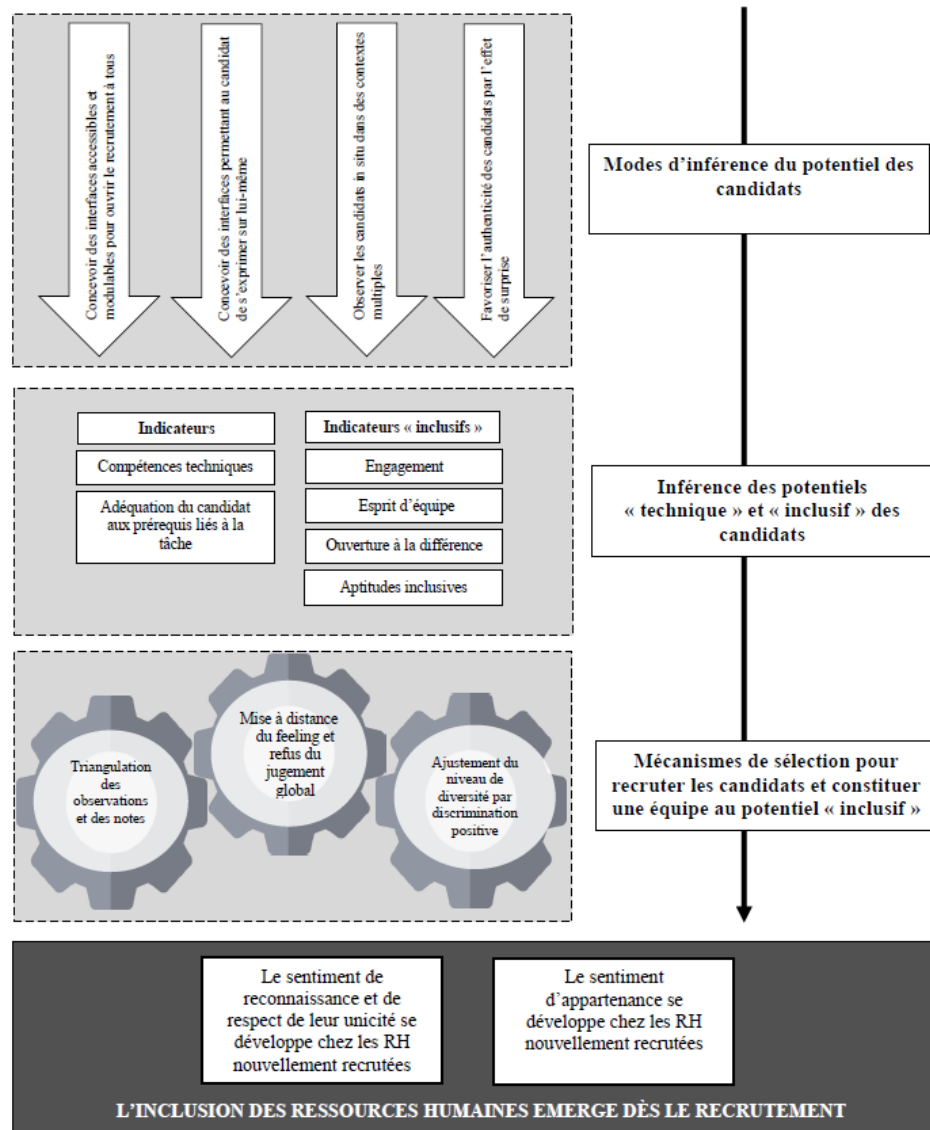 Concevoir des interfaces accessibles et
modulables pour ouvrir le recrutement à tous
Concevoir des interfaces permettant au candidat
de s'exprimer sur lui-même
Observer les candidats in situ dans des contextes
multiples
Favoriser l'authenticité des candidats par l'effet
de surprise
Modes d'inférence du potentiel des
candidats
Indicateurs
Compétences techniques
Adéquation du candidat
aux prérequis liés à la
tâche
Indicateurs « inclusifs »
Engagement
Esprit d'équipe
Ouverture à la différence
Aptitudes inclusives
Inférence des potentiels
« technique » et « inclusif » des
candidats
Triangulation
des
observations
et des notes
Mise à distance
du feeling et
refus du
jugement
global
Ajustement du
niveau de
diversité par
discrimination
positive
Mécanismes de sélection pour
recruter les candidats et constituer
une équipe au potentiel « inclusif »
Le sentiment de
reconnaissance et de
respect de leur unicité se
développe chez les RH
nouvellement recrutées
Le sentiment
d'appartenance se
développe chez les RH
nouvellement recrutées
L'INCLUSION DES RESSOURCES HUMAINES EMERGE DÈS LE RECRUTEMENT